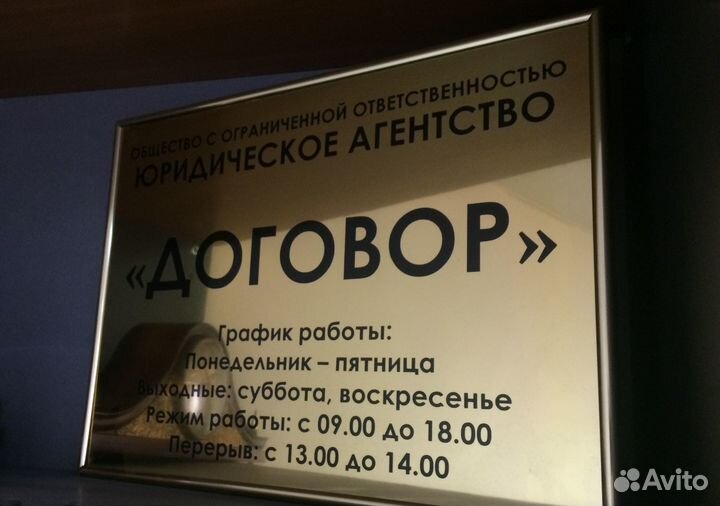 ОБЩЕСТВО С ОГРАНИЧЕННОЙ ОТВЕТСТВЕННОСТЬЮ
ЮРИДИЧЕСКОЕ АГЕНТСТВО
«ДОГОВОР»
График работы:
Понедельник – пятница
Выходные: суббота, воскресенье
Режим работы: с 09.00 до 18.00
Перерыв: с 13.00 до 14.00
Avito